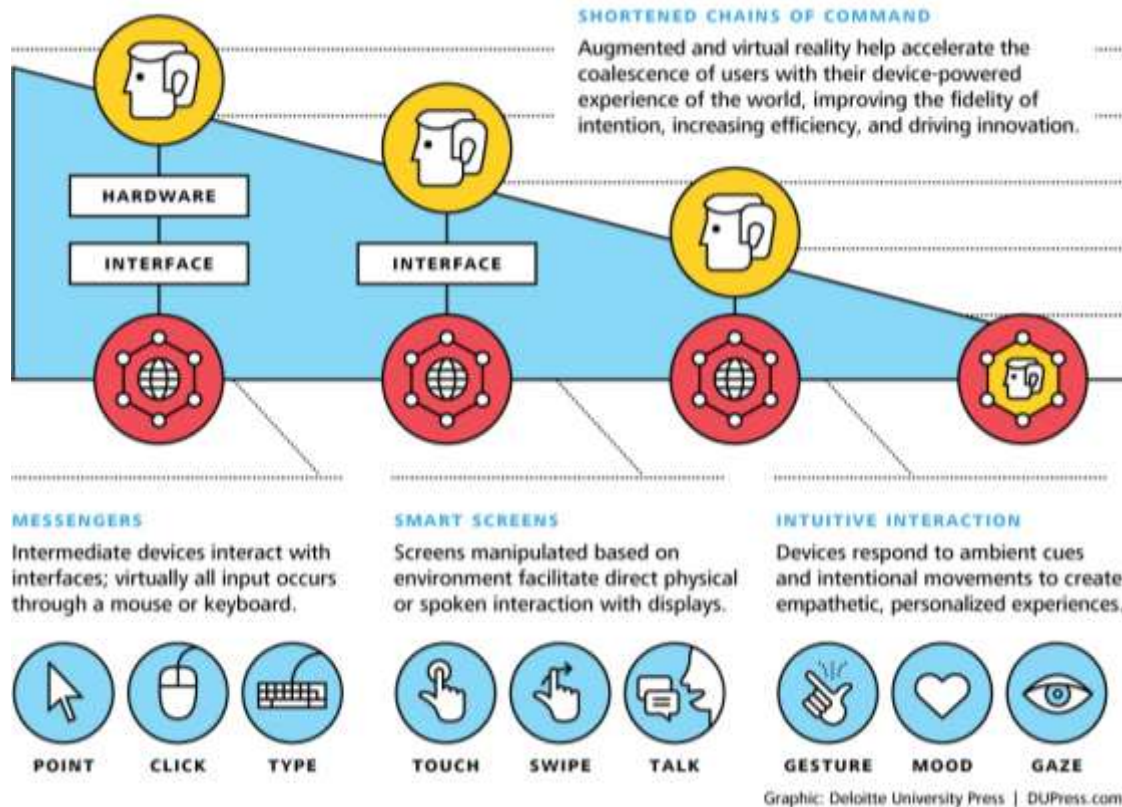 SHORTENED CHAINS OF COMMAND
Augmented and virtual reality help accelerate the
coalescence of users with their device-powered
experience of the world, improving the fidelity of
intention, increasing efficiency, and driving innovation.
HARDWARE
INTERFACE
INTERFACE
MESSENGERS
Intermediate devices interact with
interfaces; virtually all input occurs
through a mouse or keyboard.
POINT
CLICK
TYPE
SMART SCREENS
Screens manipulated based on
environment facilitate direct physical
or spoken interaction with displays.
TOUCH
SWIPE
TALK
INTUITIVE INTERACTION
Devices respond to ambient cues
and intentional movements to create
empathetic, personalized experiences.
GESTURE
MOOD
GAZE
Graphic: Deloitte University Press | DUPress.com